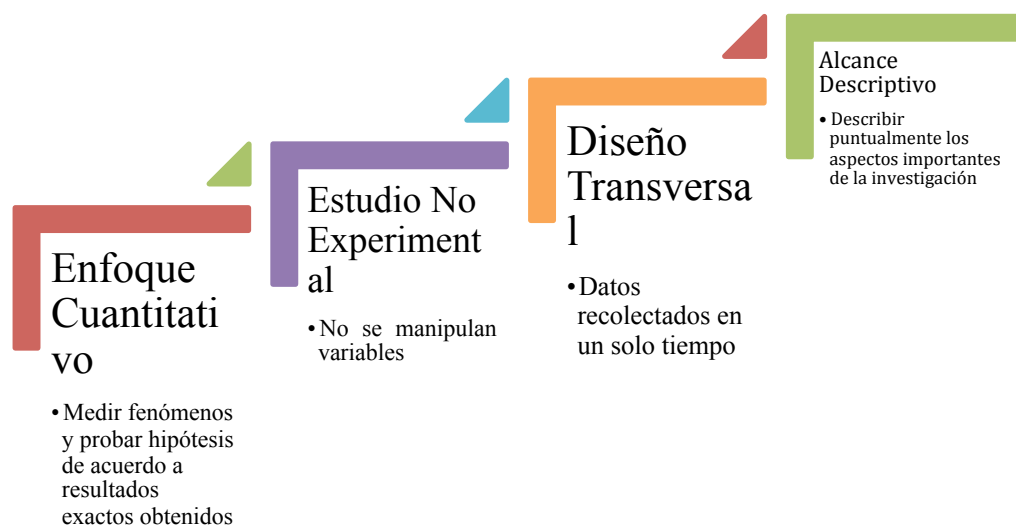 Enfoque
Cuantitati
vo
• Medir fenómenos
y probar hipótesis
de acuerdo a
resultados
exactos obtenidos
Estudio No
Experiment
al
• No se manipulan
variables
Diseño
Transversa
l
• Datos
recolectados en
un solo tiempo
Alcance
Descriptivo
• Describir
puntualmente los
aspectos importantes
de la investigación